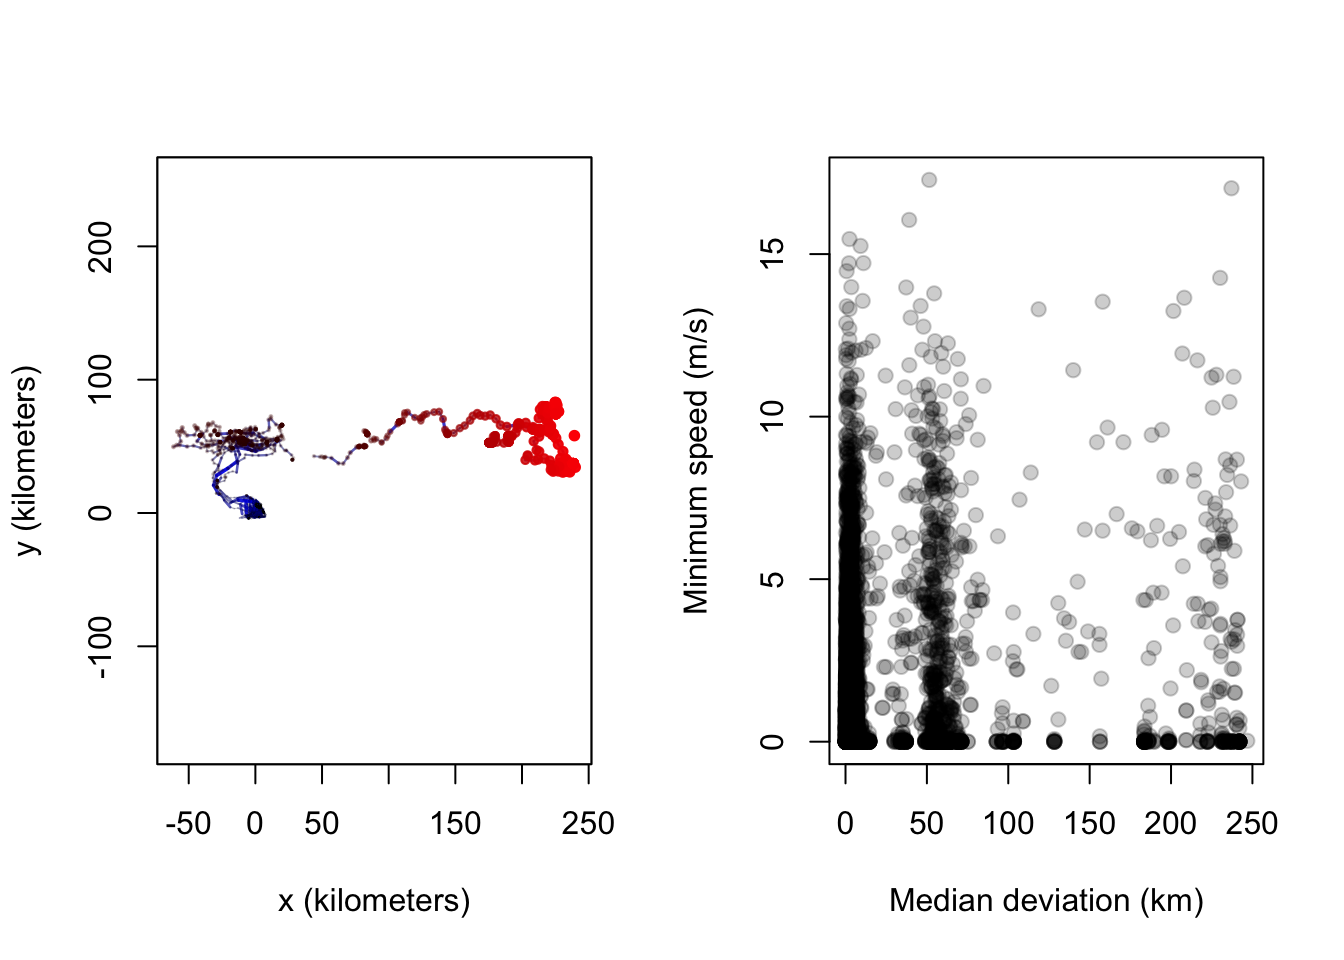 y (kilometers)
200
100
0
-100
-50 0 50 150 250
x (kilometers)
Minimum speed (m/s)
15
10
5
0
0 50 100 150 200 250
Median deviation (km)